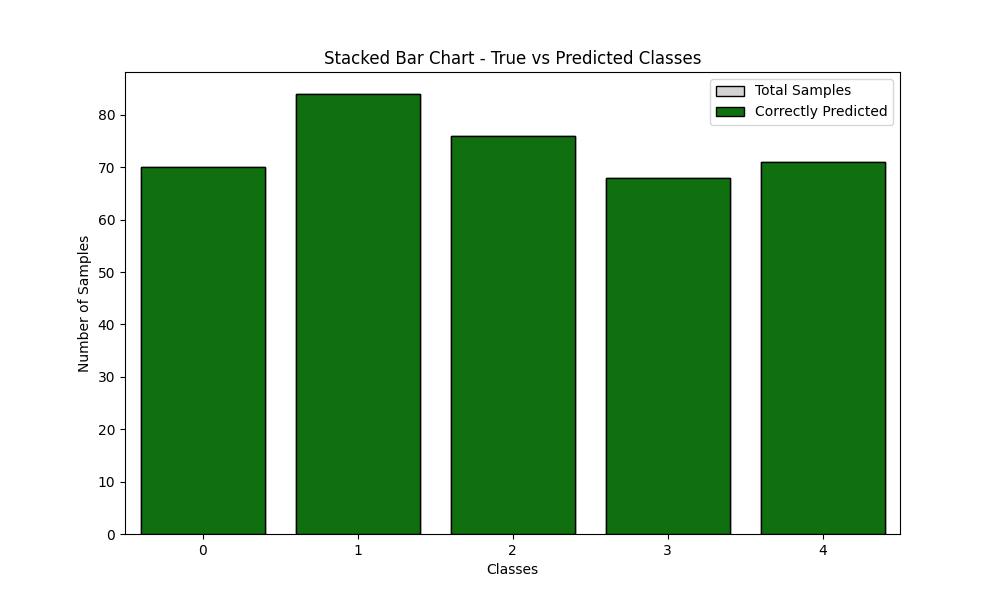 Stacked Bar Chart - True vs Predicted Classes
Total Samples
Correctly Predicted
Number of Samples
80
70
60
50
40
30
20
10
0
0 1 2 3 4
Classes